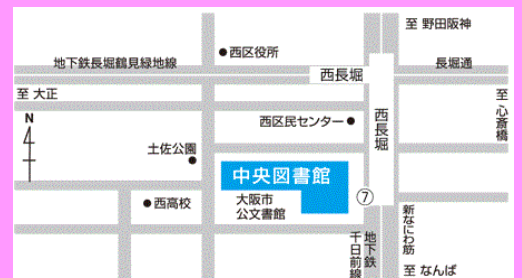 至 野田阪神
西区役所
地下鉄長堀鶴見緑地線
西長堀
長堀通
至 大正
至 心斎橋
N
西区民センター
西長堀
土佐公園
中央図書館
西高校
大阪市
公文書館
⑦
新なにわ筋
地下鉄
千日前線
至 なんば